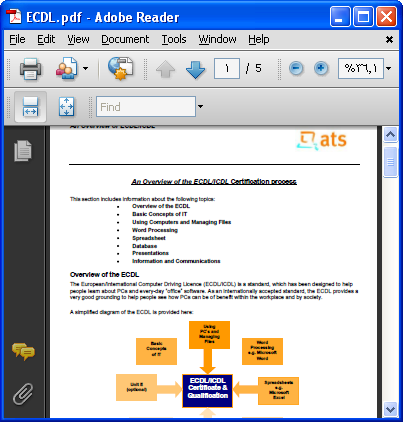 ECDL.pdf - Adobe Reader
File Edit View Document Tools Window Help
١ / 5 %٣٦,١
Find
An Overview of ECDL/ICDL
ats
An Overview of the ECDL/ICDL Certification process
This section includes information about the following topics:
• Overview of the ECDL
• Basic Concepts of IT
• Using Computers and Managing Files
• Word Processing
• Spreadsheet
• Database
• Presentations
• Information and Communications
Overview of the ECDL
The European/International Computer Driving Licence (ECDL/ICDL) is a standard, which has been designed to help
people learn about PCs and every-day "office" software. As an internationally accepted standard, the ECDL provides a
very good grounding to help people see how PCs can be of benefit within the workplace and by society.
A simplified diagram of the ECDL is provided here:
Using
PC's and
Managing
Files
Basic
Concepts
of IT
Word
Processing
e.g. Microsoft
Word
Unit E
(optional)
ECDL/ICDL
Certificate &
Qualification
Spreadsheets
e.g. Microsoft
Excel